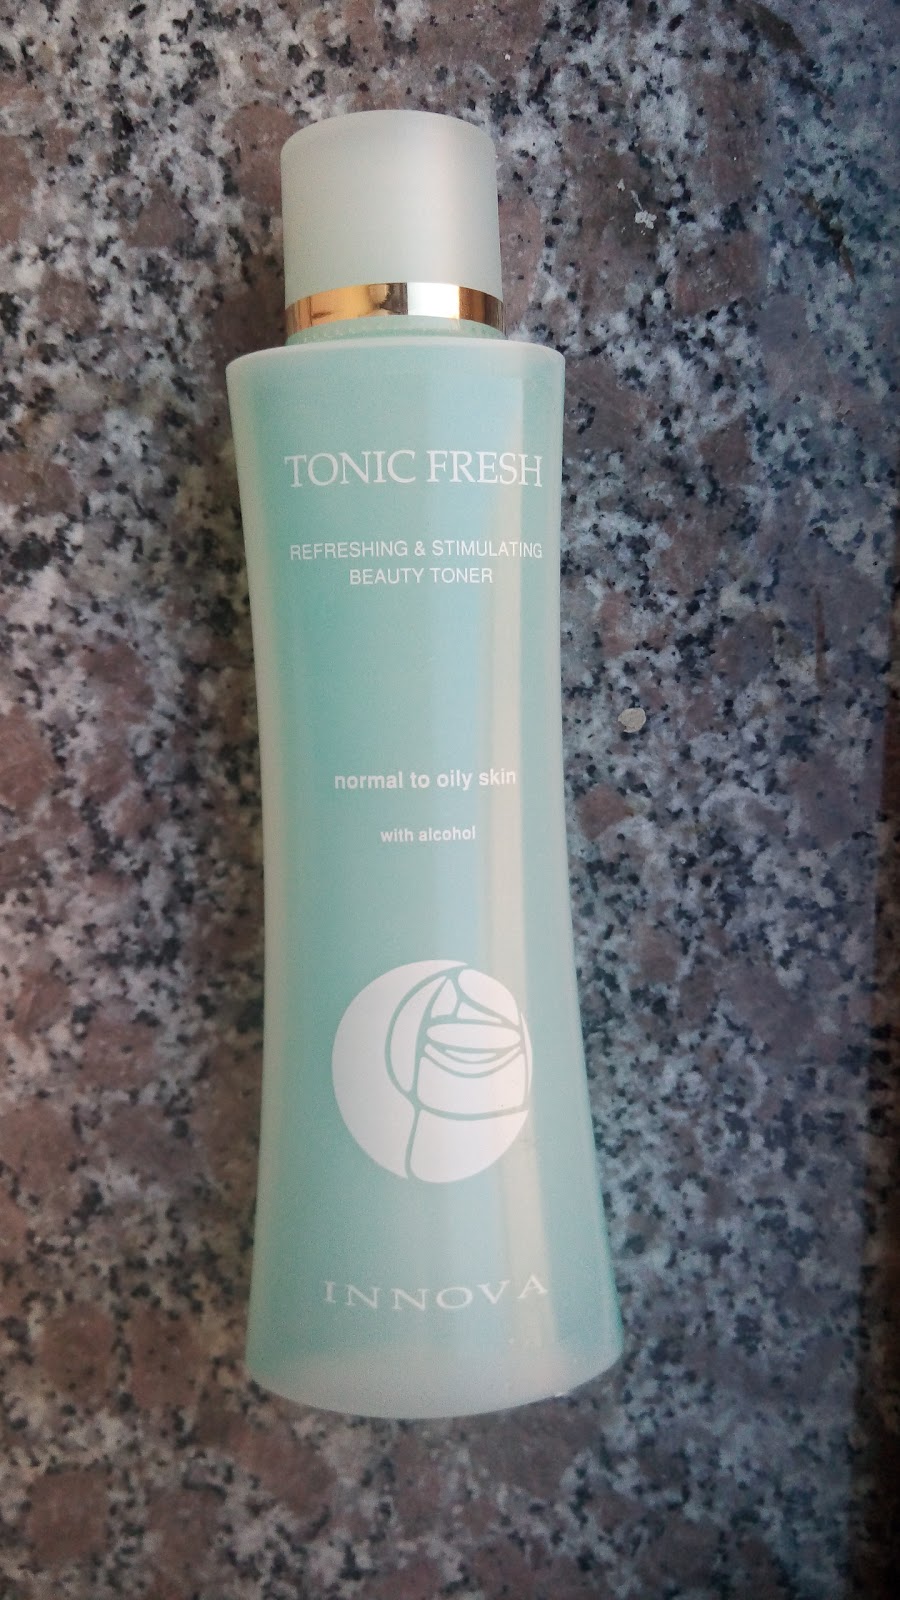 TONIC FRESH
REFRESHING & STIMULATING
BEAUTY TONER
normal to oily skin
with alcohol
INNOVA